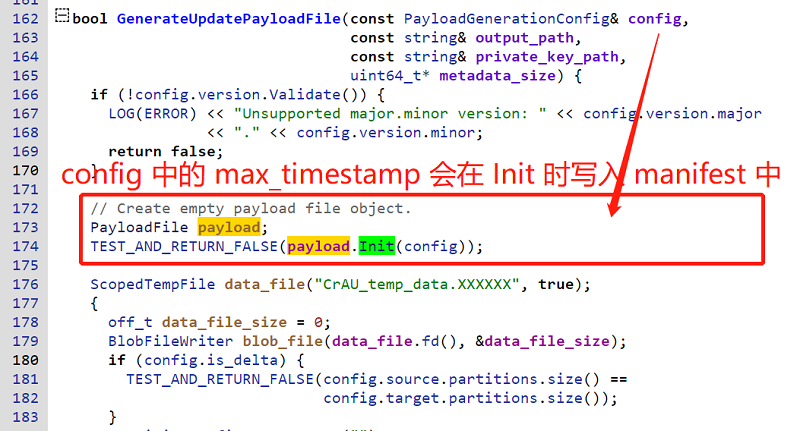 162 bool GenerateUpdatePayloadFile(const PayloadGenerationConfig& config,
163 const string& output_path,
164 const string& private_key_path,
165 uint64_t* metadata_size) {
166 if (!config.version.Validate()) {
167 LOG(ERROR) << "Unsupported major.minor version: " << config.version.major
168 << "." << config.version.minor;
169 return false;
170 }
config 中的 max_timestamp 会在 Init 时写入 manifest 中
171
172 // Create empty payload file object.
173 PayloadFile payload;
174 TEST_AND_RETURN_FALSE(payload.Init(config));
175
176 ScopedTempFile data_file("CrAU_temp_data.XXXXXX", true);
177 {
178 off_t data_file_size = 0;
179 BlobFileWriter blob_file(data_file.fd(), &data_file_size);
180 if (config.is_delta) {
181 TEST_AND_RETURN_FALSE(config.source.partitions.size() ==
182 config.target.partitions.size());
183 }